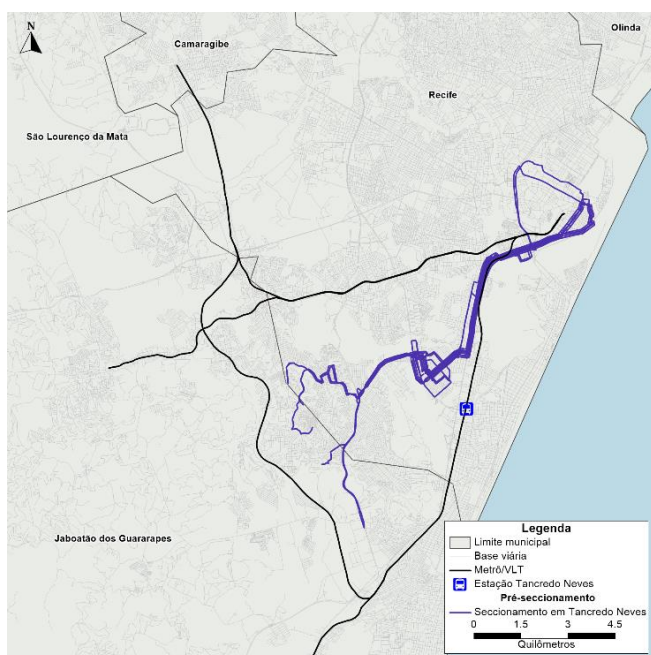 N
Camaragibe
Olinda
Recife
São Lourenço da Mata
Jaboatão dos Guararapes
Legenda
Limite municipal
Base viária
Metrô/VLT
Estação Tancredo Neves
Pré-seccionamento
Seccionamento em Tancredo Neves
0 1.5 3 4.5
Quilômetros